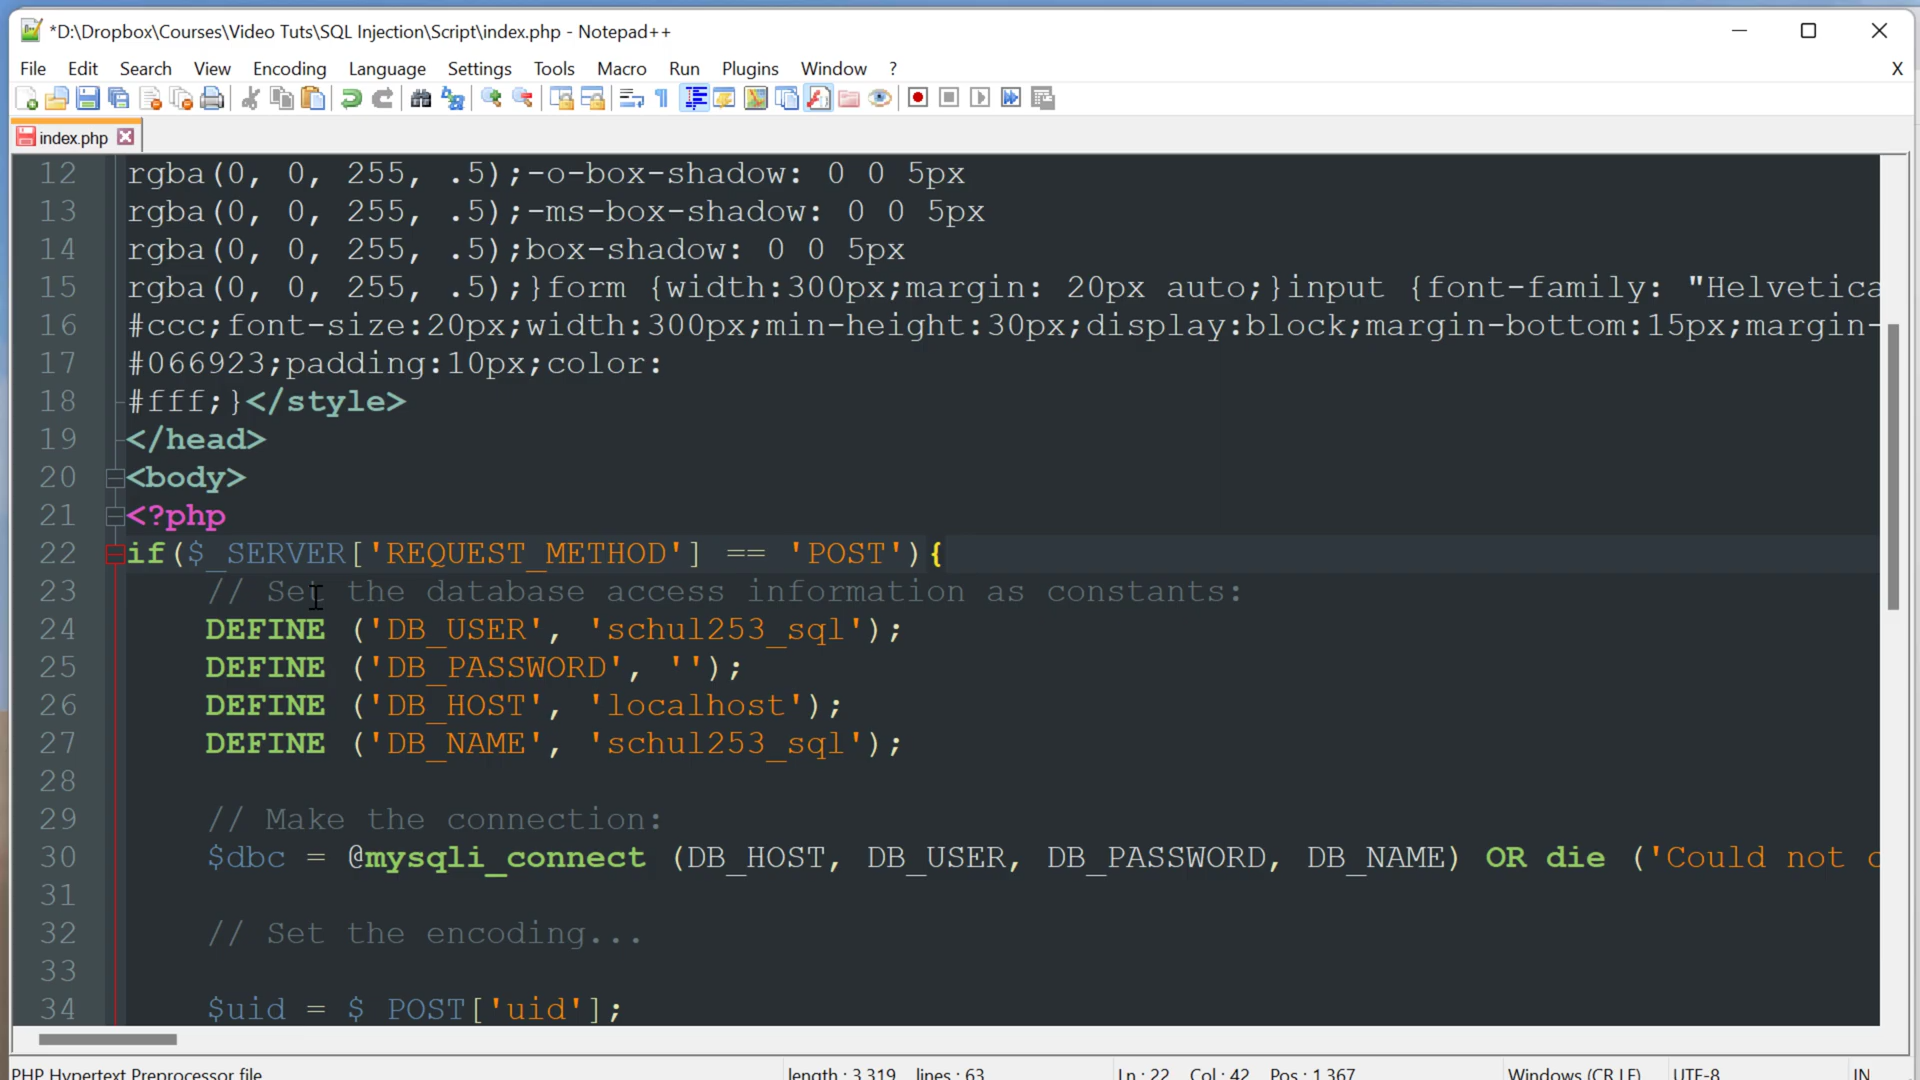 *D:\Dropbox\Courses\Video Tuts\SQL Injection\Script\index.php - Notepad++
File Edit Search View Encoding Language Settings Tools Macro Run Plugins Window ? X
index.php
12 rgba(0, 0, 255, .5);-o-box-shadow: 0 0 5px
13 rgba(0, 0, 255, .5);-ms-box-shadow: 0 0 5px
14 rgba(0, 0, 255, .5);box-shadow: 0 0 5px
15 rgba(0, 0, 255, .5);}form {width:300px;margin: 20px auto;}input {font-family: "Helvetica
16 #ccc;font-size:20px;width:300px;min-height:30px;display:block;margin-bottom:15px;margin-
17 #066923;padding:10px;color:
18 #fff;}</style>
19 </head>
20 <body>
21 <?php
22 if($_SERVER['REQUEST_METHOD'] == 'POST'){
23 // Set the database access information as constants:
24 DEFINE ('DB_USER', 'schul253_sql');
25 DEFINE ('DB_PASSWORD', '');
26 DEFINE ('DB_HOST', 'localhost');
27 DEFINE ('DB_NAME', 'schul253_sql');
28
29 // Make the connection:
30 $dbc = @mysqli_connect (DB_HOST, DB_USER, DB_PASSWORD, DB_NAME) OR die ('Could not c
31
32 // Set the encoding...
33
34 $uid = $_POST['uid'];
PHP Hypertext Preprocessor file length : 3,319 lines : 63 Ln : 22 Col : 42 Pos : 1,367 Windows (CR LF) UTF-8 IN